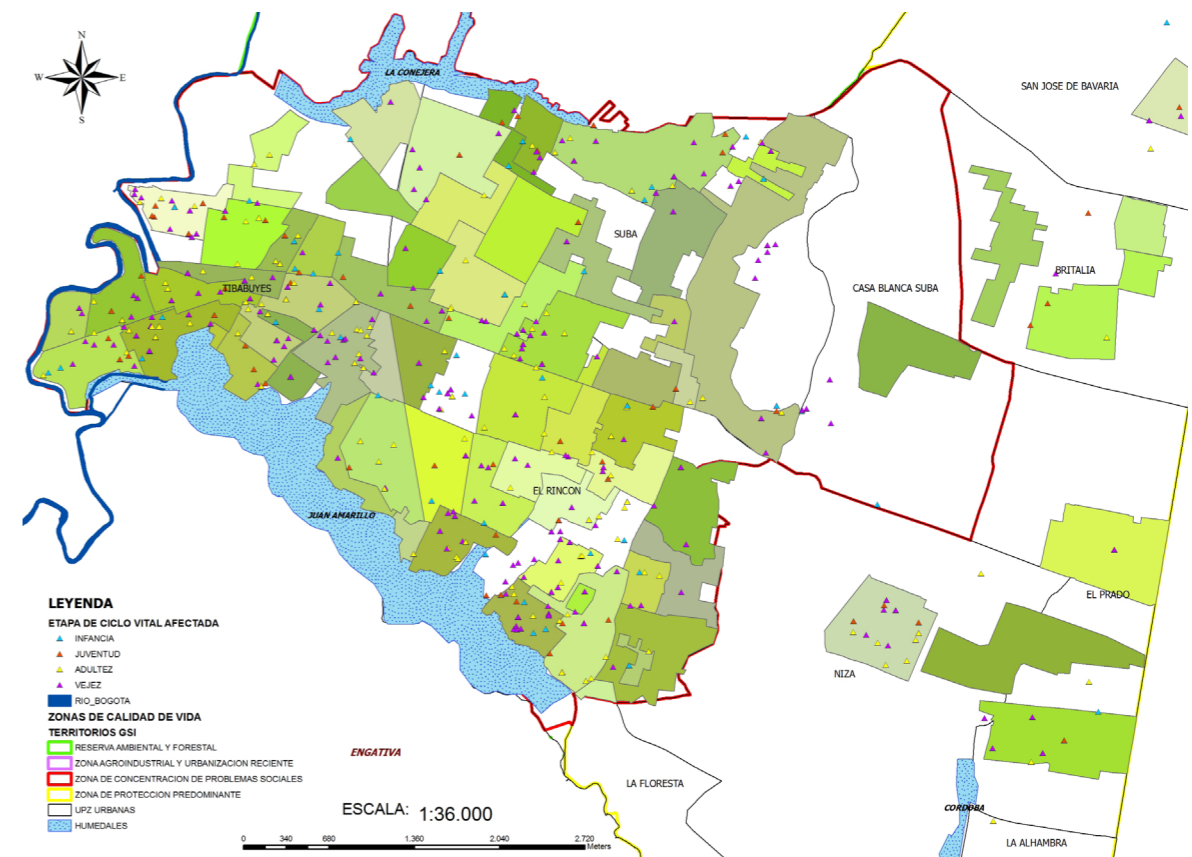 N
W E
S
LA CONEJERA
SAN JOSE DE BAVARIA
SUBA
BRITALIA
TIBABUYES
CASA BLANCA SUBA
EL RINCON
JUAN AMARILLO
EL PRADO
NIZA
LEYENDA
ETAPA DE CICLO VITAL AFECTADA
INFANCIA
JUVENTUD
ADULTEZ
VEJEZ
RIO_BOGOTA
ZONAS DE CALIDAD DE VIDA
TERRITORIOS GSI
RESERVA AMBIENTAL Y FORESTAL
ZONA AGROINDUSTRIAL Y URBANIZACION RECIENTE
ZONA DE CONCENTRACION DE PROBLEMAS SOCIALES
ZONA DE PROTECCION PREDOMINANTE
UPZ URBANAS
HUMEDALES
ENGATIVA
LA FLORESTA
CORDOBA
LA ALHAMBRA
ESCALA: 1:36.000
0 340 680 1.360 2.040 2.720
Meters